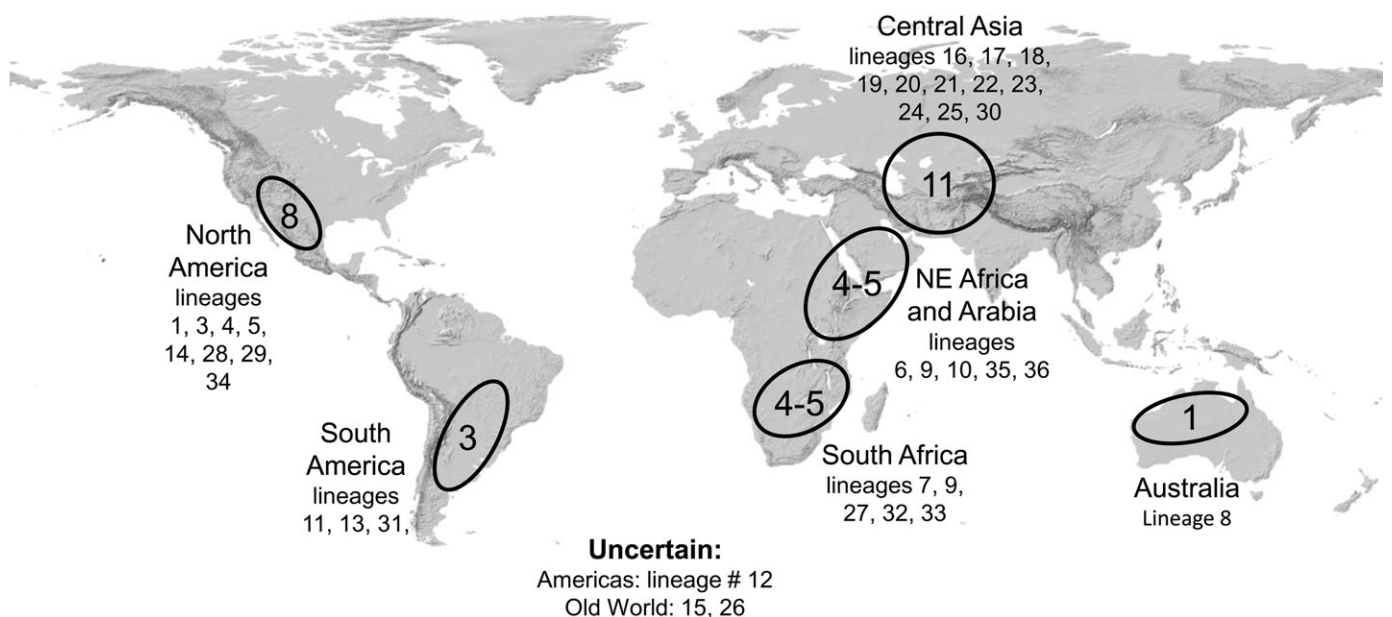 Central Asia
lineages 16, 17, 18,
19, 20, 21, 22, 23,
24, 25, 30
11
8
North
America
lineages
1, 3, 4, 5,
14, 28, 29,
34
4-5
NE Africa
and Arabia
lineages
6, 9, 10, 35, 36
4-5
South Africa
lineages 7, 9,
27, 32, 33
3
South
America
lineages
11, 13, 31,
1
Australia
Lineage 8
Uncertain:
Americas: lineage # 12
Old World: 15, 26